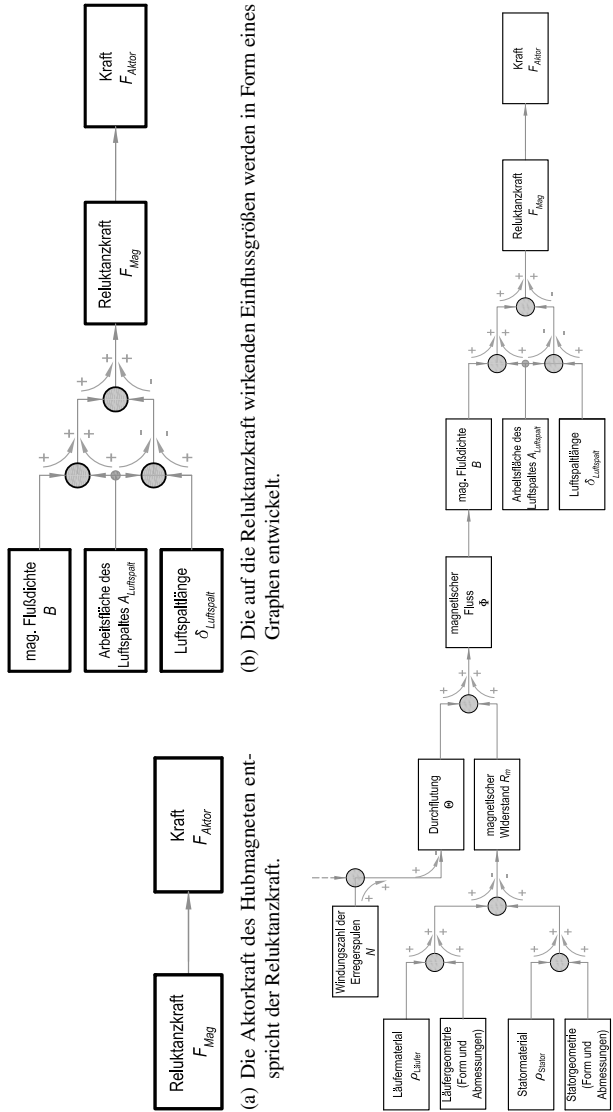 Reluktanzkraft
F_Mag
Kraft
F_Aktor
(a) Die Aktorkraft des Hubmagneten ent-
spricht der Reluktanzkraft.
mag. Flußdichte
B
Arbeitsfläche des
Luftspaltes A_Luftspalt
Luftspaltlänge
δ_Luftspalt
+
+
+
+
-
-
+
+
+
-
Reluktanzkraft
F_Mag
Kraft
F_Aktor
(b) Die auf die Reluktanzkraft wirkenden Einflussgrößen werden in Form eines
Graphen entwickelt.
Läufermaterial
ρ_Läufer
Läufergeometrie
(Form und
Abmessungen)
Statormaterial
ρ_Stator
Statorgeometrie
(Form und
Abmessungen)
Windungszahl der
Erregerspulen
N
Durchflutung
Θ
magnetischer
Widerstand R_m
magnetischer
Fluss
Φ
mag. Flußdichte
B
Arbeitsfläche des
Luftspaltes A_Luftspalt
Luftspaltlänge
δ_Luftspalt
Reluktanzkraft
F_Mag
Kraft
F_Aktor